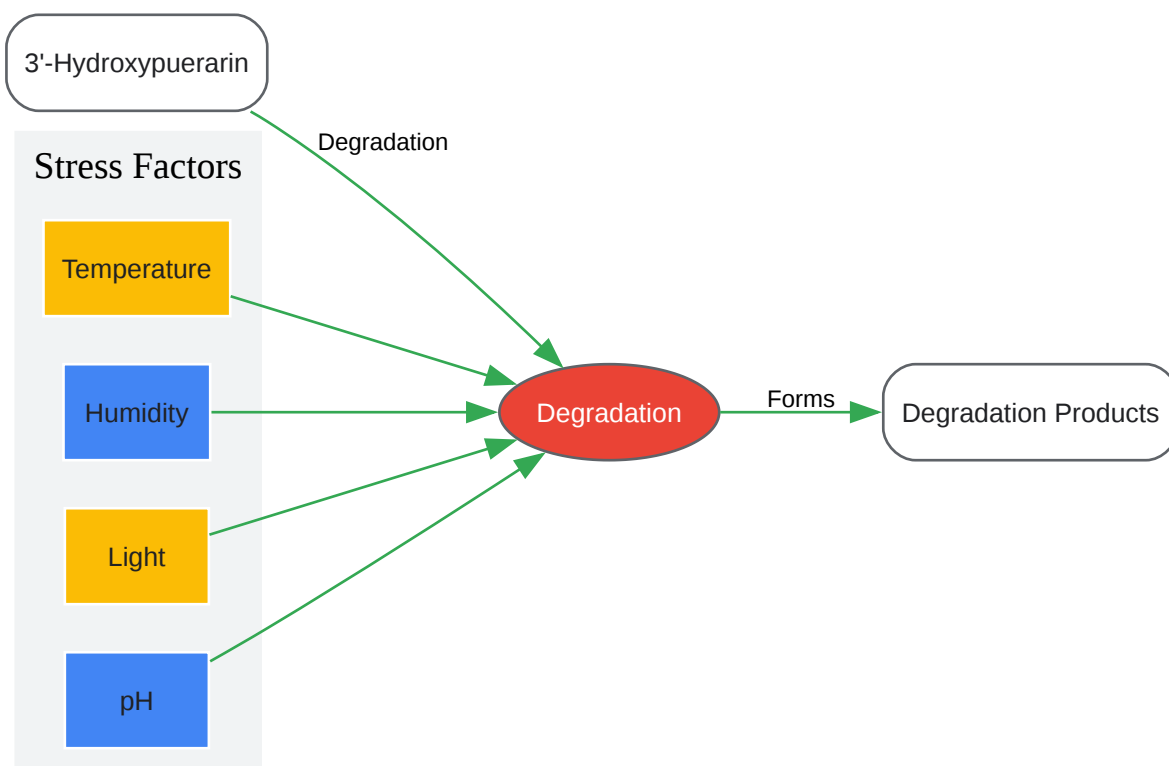 3'-Hydroxypuerarin
Degradation
Stress Factors
Temperature
Humidity
Light
pH
Degradation
Forms
Degradation Products